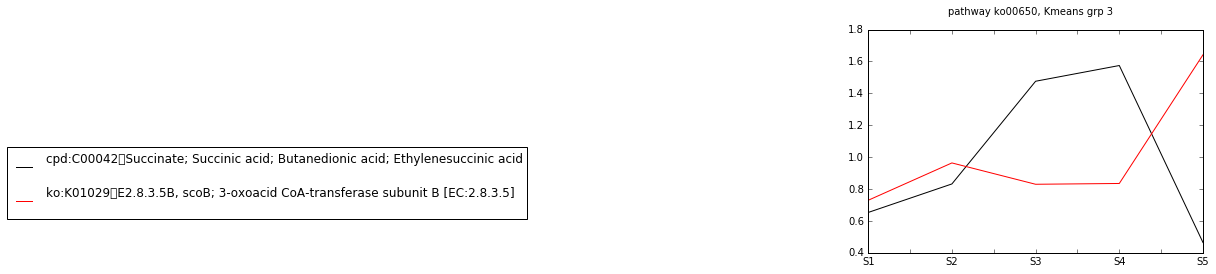 pathway ko00650, Kmeans grp 3
1.8
1.6
1.4
1.2
1.0
0.8
0.6
0.4
S1 S2 S3 S4 S5
cpd:C00042▯Succinate; Succinic acid; Butanedionic acid; Ethylenesuccinic acid
ko:K01029▯E2.8.3.5B, scoB; 3-oxoacid CoA-transferase subunit B [EC:2.8.3.5]